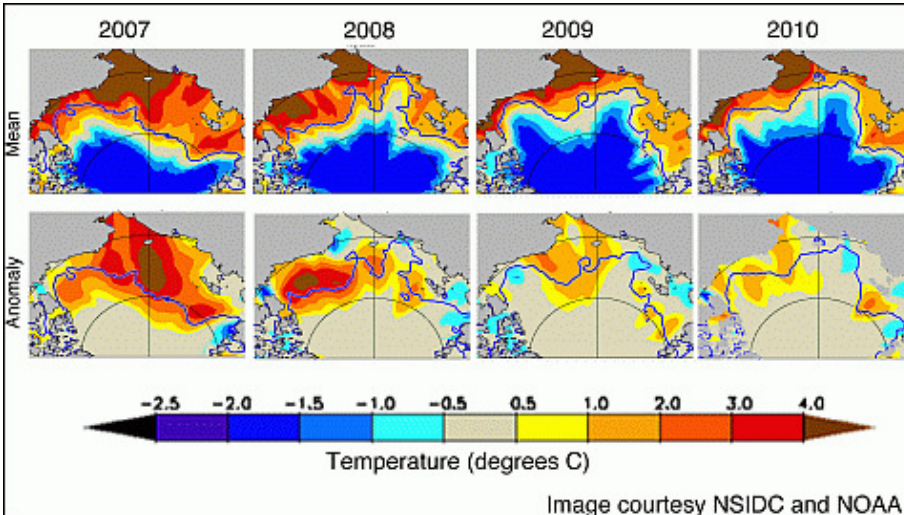 2007 2008 2009 2010
Mean
Anomaly
-2.5 -2.0 -1.5 -1.0 -0.5 0.5 1.0 2.0 3.0 4.0
Temperature (degrees C)
Image courtesy NSIDC and NOAA